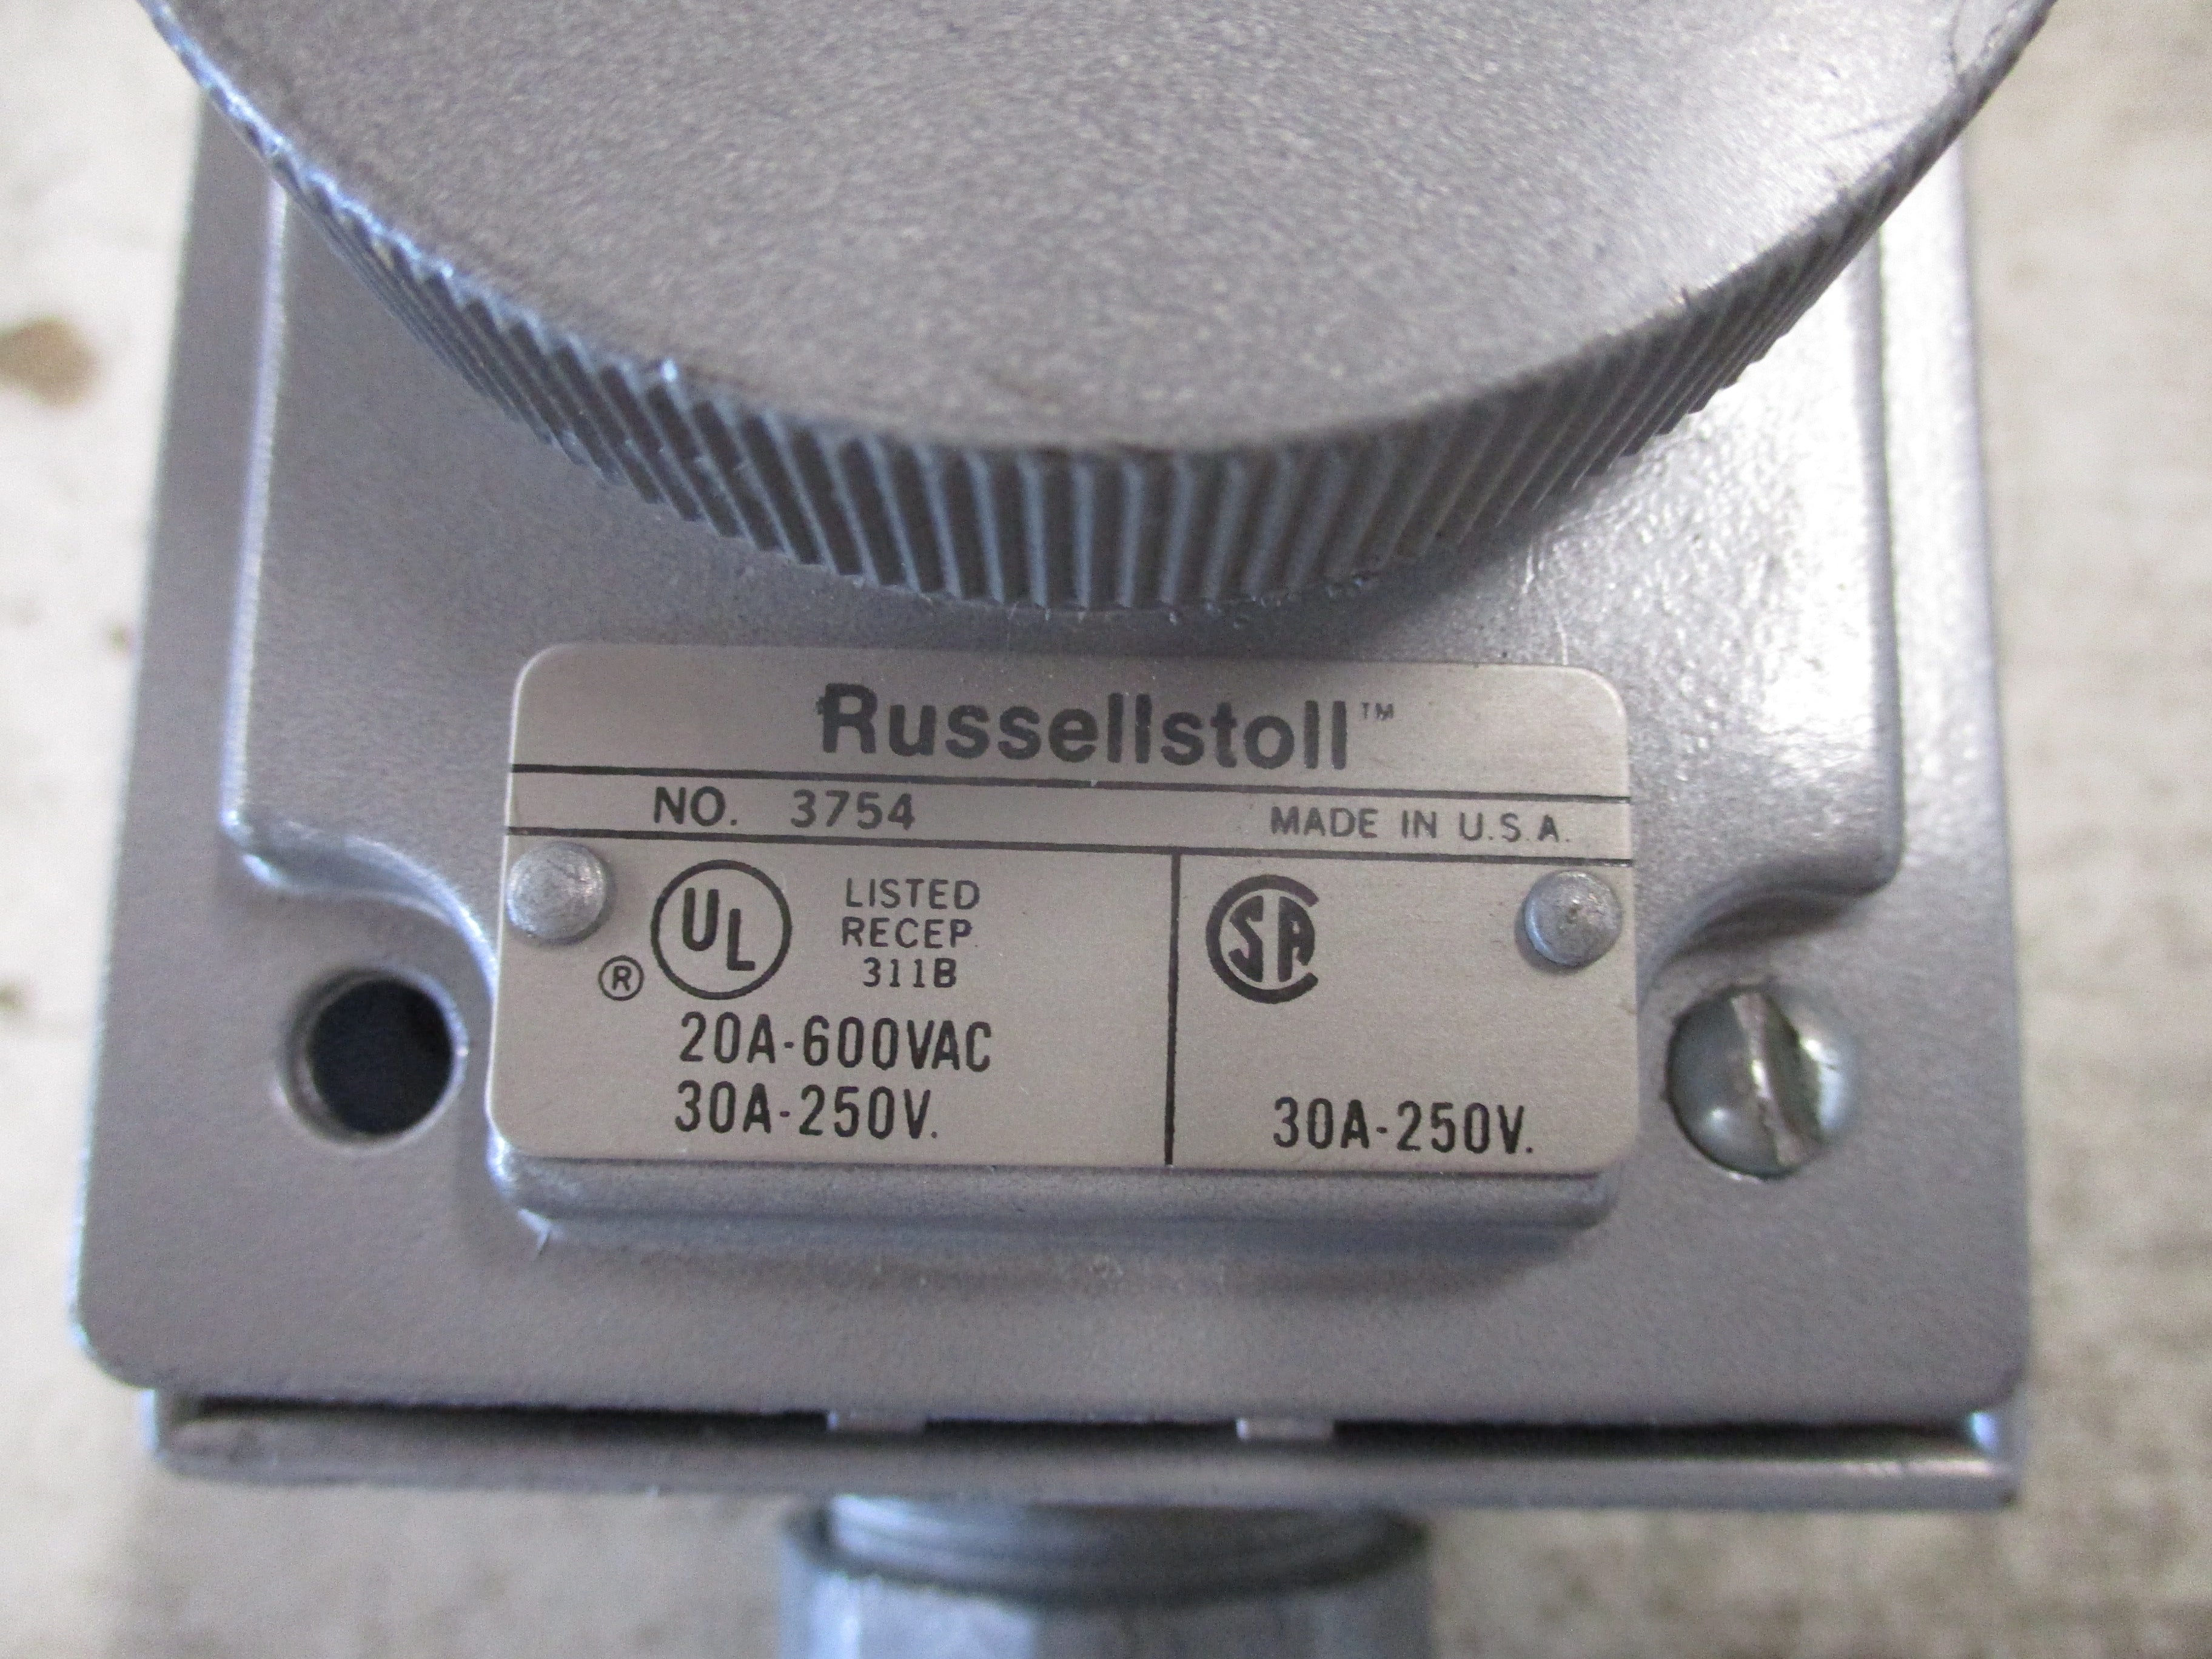 Russellstoll™
NO. 3754 MADE IN U.S.A.
UL ® LISTED
RECEP.
311B
20A-600VAC
30A-250V.
SA
30A-250V.